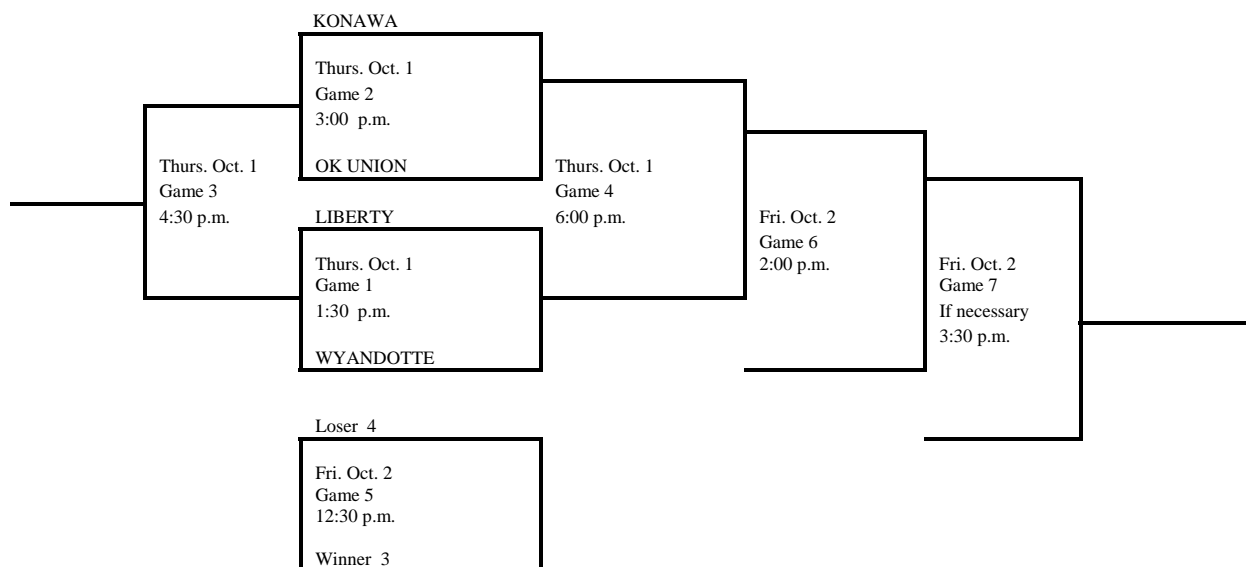 KONAWA
Thurs. Oct. 1
Game 2
3:00 p.m.
OK UNION
Thurs. Oct. 1
Game 3
4:30 p.m.
LIBERTY
Thurs. Oct. 1
Game 1
1:30 p.m.
WYANDOTTE
Thurs. Oct. 1
Game 4
6:00 p.m.
Fri. Oct. 2
Game 6
2:00 p.m.
Fri. Oct. 2
Game 7
If necessary
3:30 p.m.
Loser 4
Fri. Oct. 2
Game 5
12:30 p.m.
Winner 3